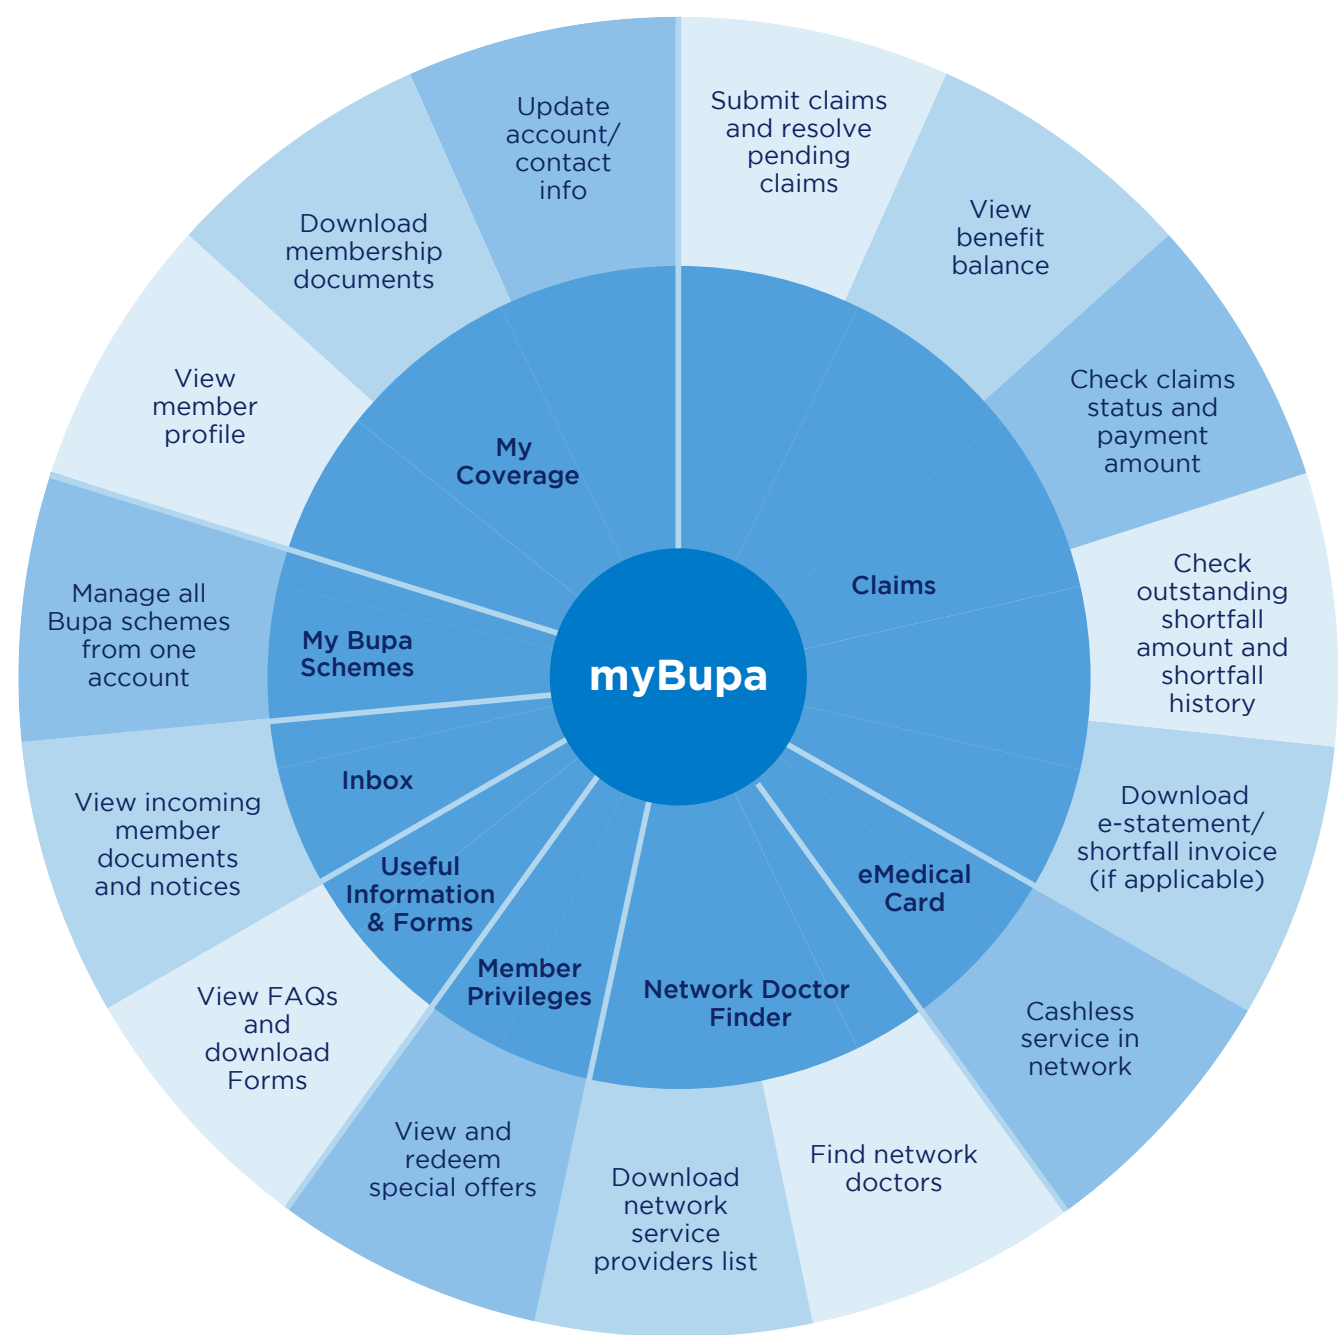 myBupa
Claims
Submit claims
and resolve
pending
claims
View
benefit
balance
Check claims
status and
payment
amount
Check
outstanding
shortfall
amount and
shortfall
history
Download
e-statement/
shortfall invoice
(if applicable)
eMedical
Card
Cashless
service in
network
Network Doctor
Finder
Find network
doctors
Download
network
service
providers list
Member
Privileges
View and
redeem
special offers
Useful
Information
& Forms
View FAQs
and
download
Forms
Inbox
View incoming
member
documents
and notices
My Bupa
Schemes
Manage all
Bupa schemes
from one
account
My
Coverage
View
member
profile
Download
membership
documents
Update
account/
contact
info